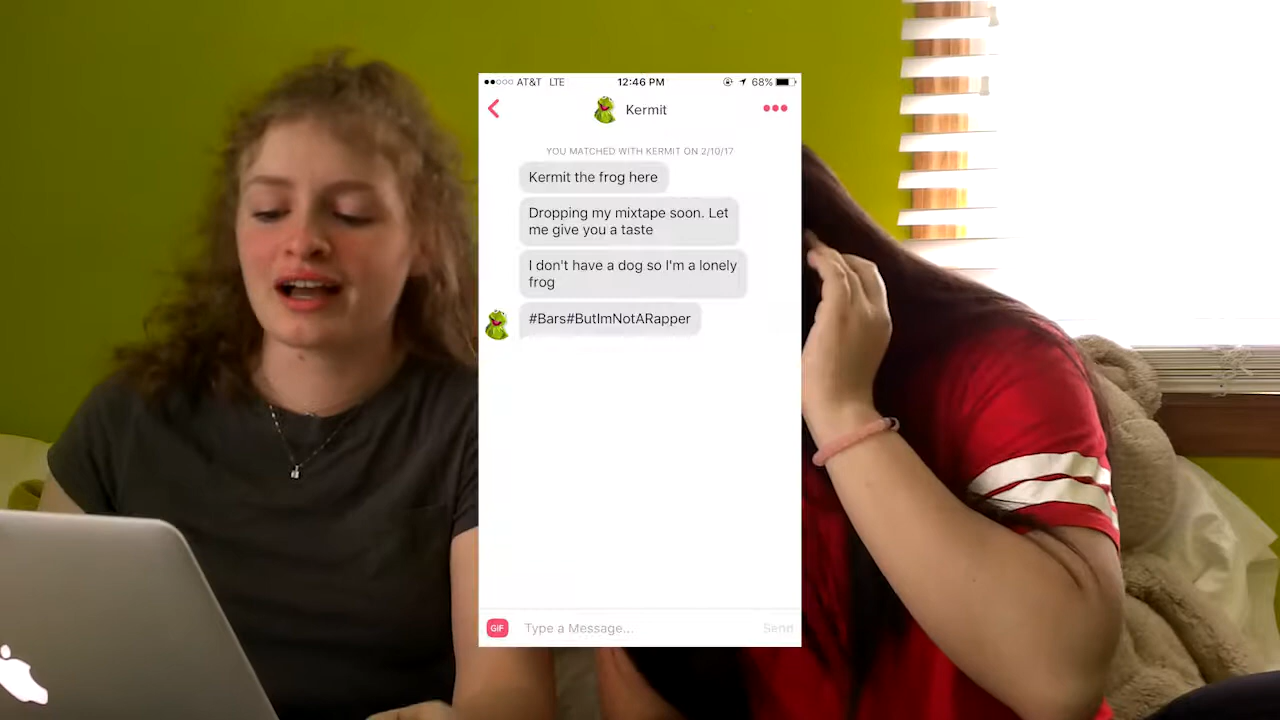 AT&T LTE 12:46 PM 68%
Kermit
YOU MATCHED WITH KERMIT ON 2/10/17
Kermit the frog here
Dropping my mixtape soon. Let
me give you a taste
I don't have a dog so I'm a lonely
frog
#Bars#ButImNotARapper
GIF Type a Message... Send